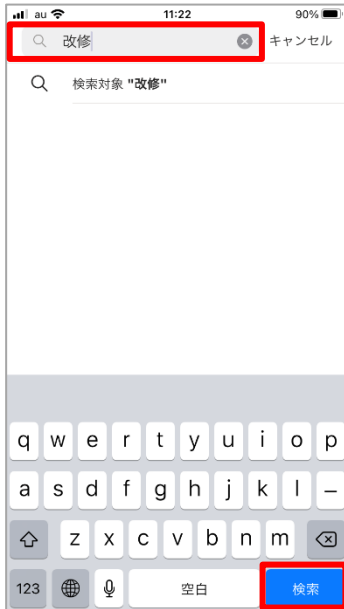 au 11:22 90%
改修 キャンセル
検索対象 "改修"
q w e r t y u i o p
a s d f g h j k l ー
z x c v b n m
123 空白 検索